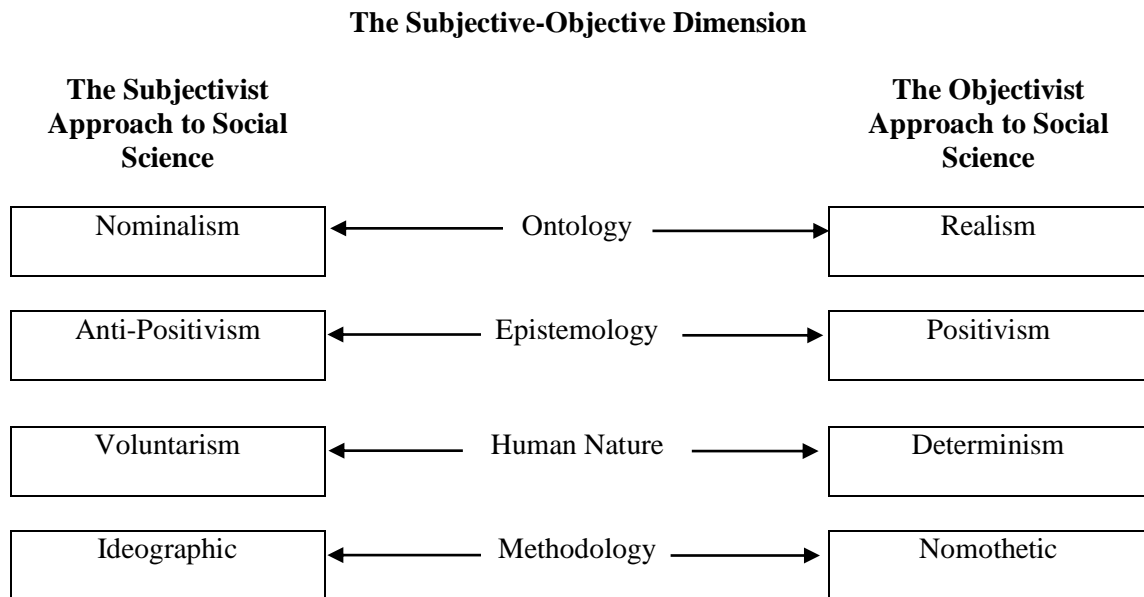 The Subjective-Objective Dimension
The Subjectivist
Approach to Social
Science
The Objectivist
Approach to Social
Science
Nominalism Ontology Realism
Anti-Positivism Epistemology Positivism
Voluntarism Human Nature Determinism
Ideographic Methodology Nomothetic